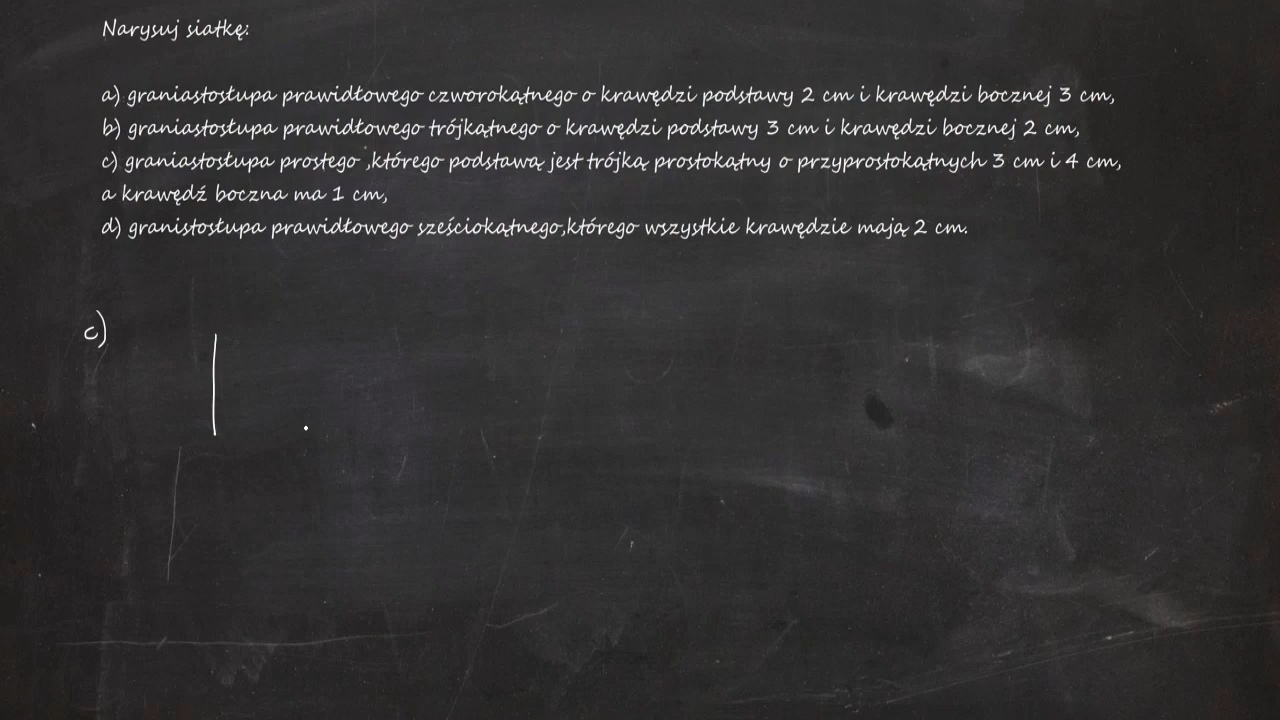 Narysuj siatkę:
a) graniastosłupa prawidłowego czworokątnego o krawędzi podstawy 2 cm i krawędzi bocznej 3 cm,
b) graniastosłupa prawidłowego trójkątnego o krawędzi podstawy 3 cm i krawędzi bocznej 2 cm,
c) graniastosłupa prostego ,którego podstawą jest trójką prostokątny o przyprostokątnych 3 cm i 4 cm,
a krawędź boczna ma 1 cm,
d) granistosłupa prawidłowego sześciokątnego,którego wszystkie krawędzie mają 2 cm.
c)